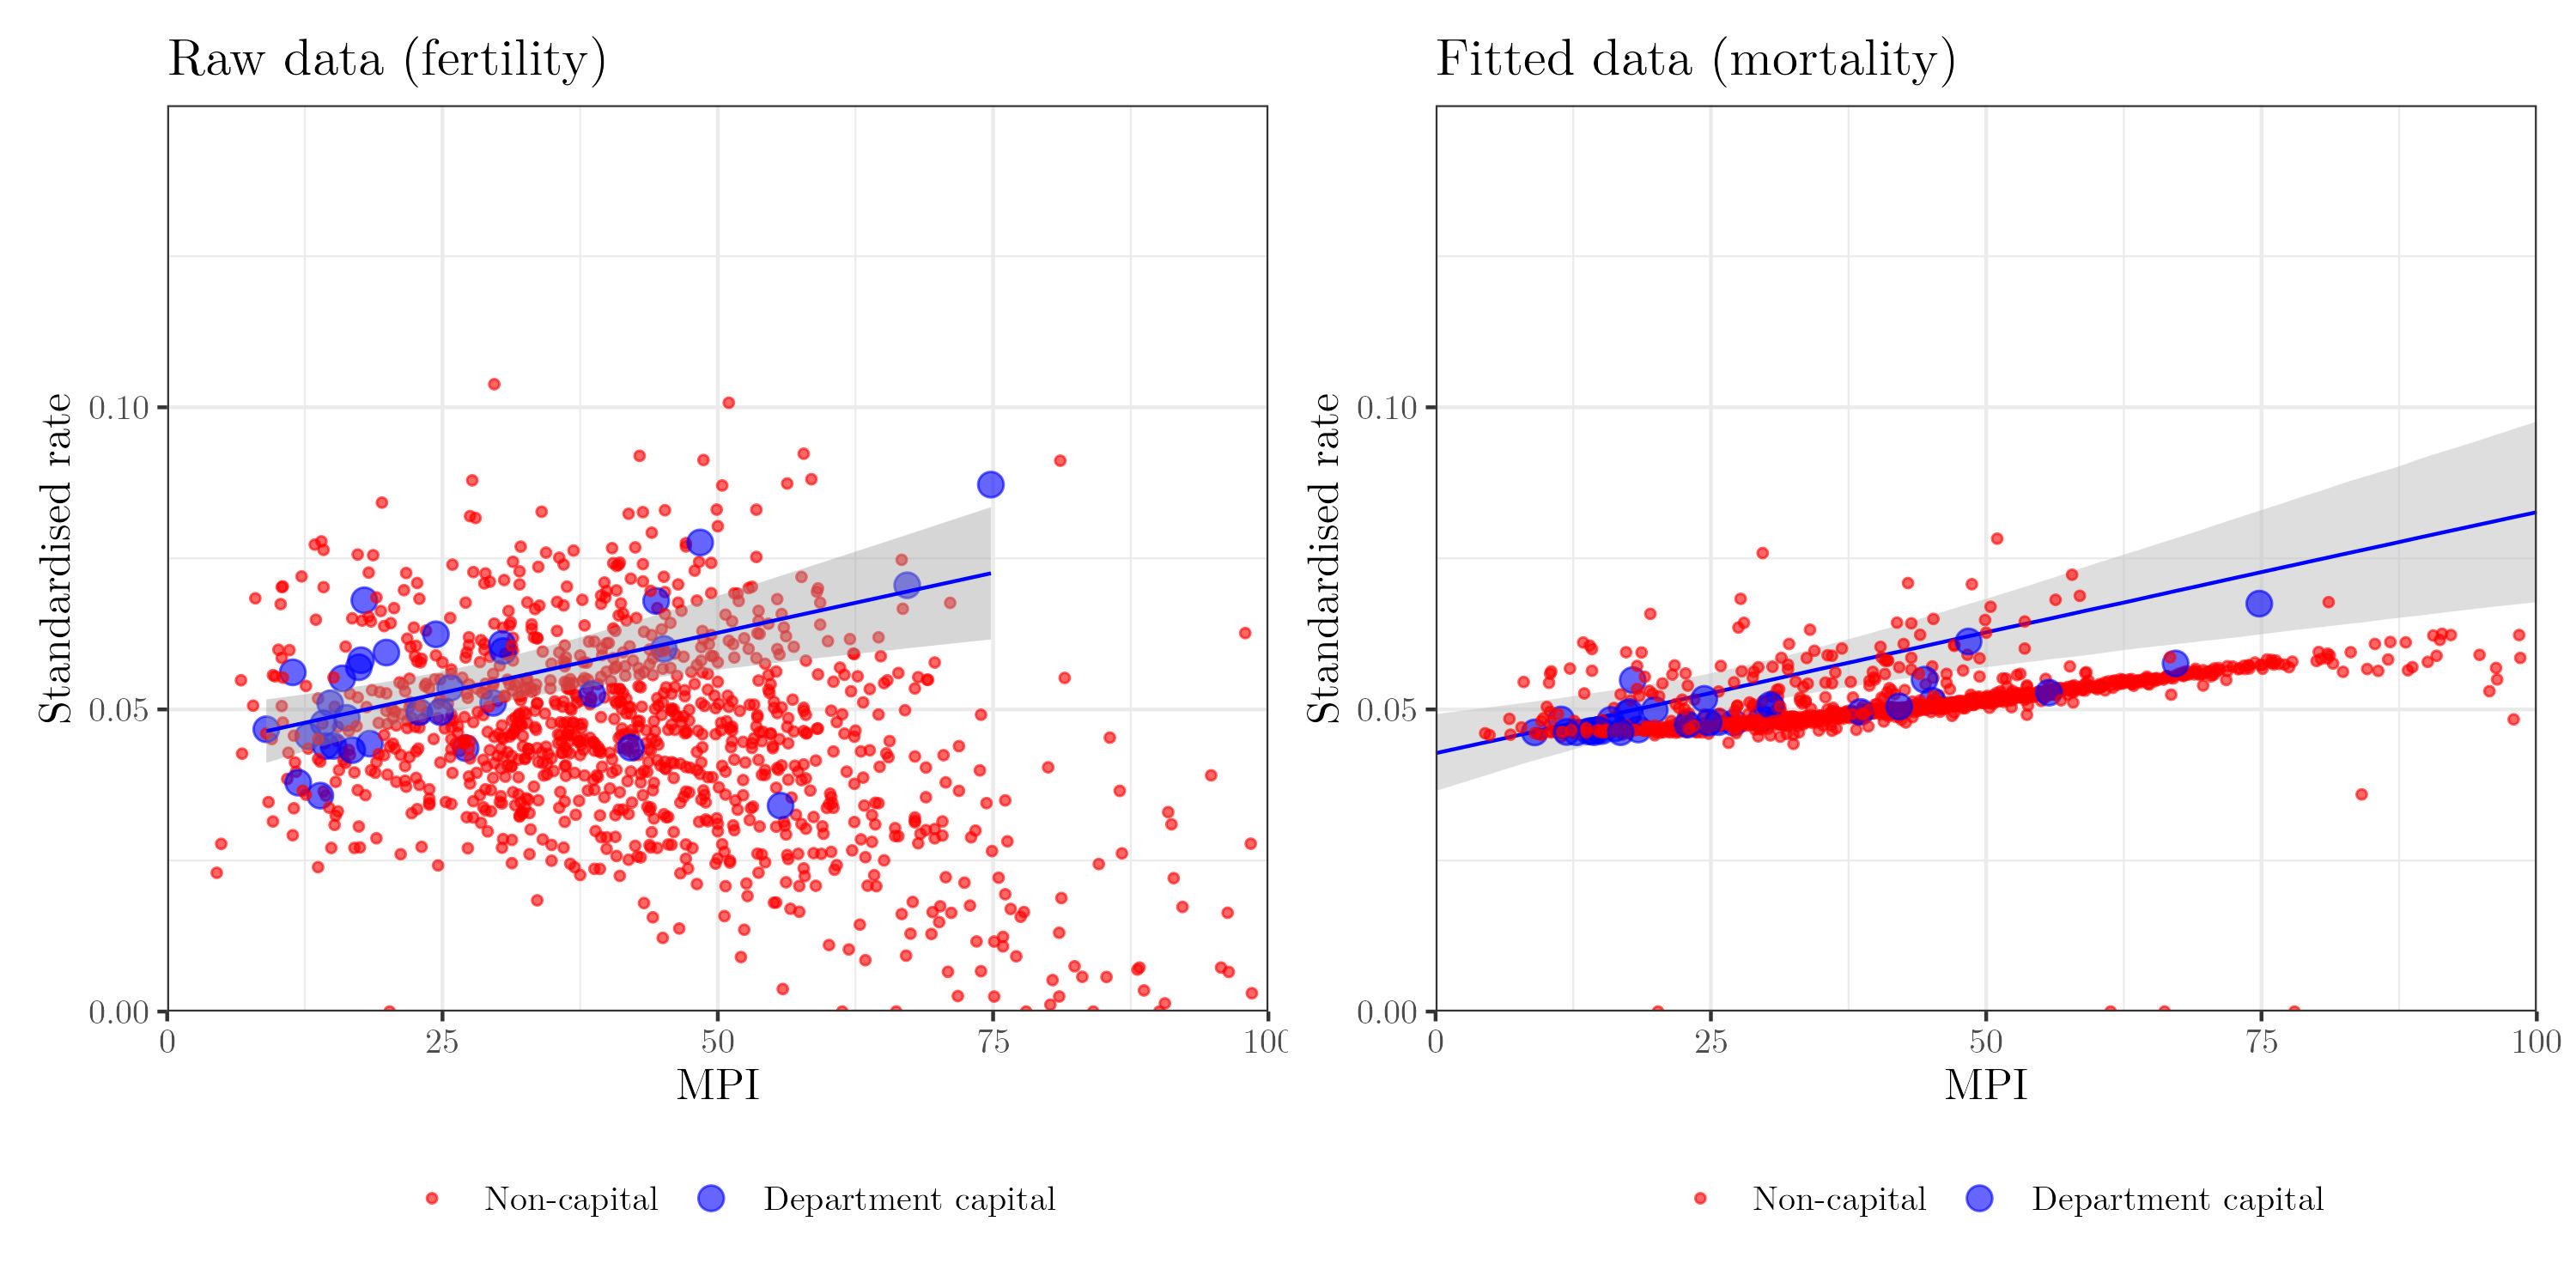 Raw data (fertility)
Standardised rate
0.10
0.05
0.00
0
25
50
75
100
MPI
Non-capital
Department capital
Fitted data (mortality)
Standardised rate
0.10
0.05
0.00
0
25
50
75
100
MPI
Non-capital
Department capital